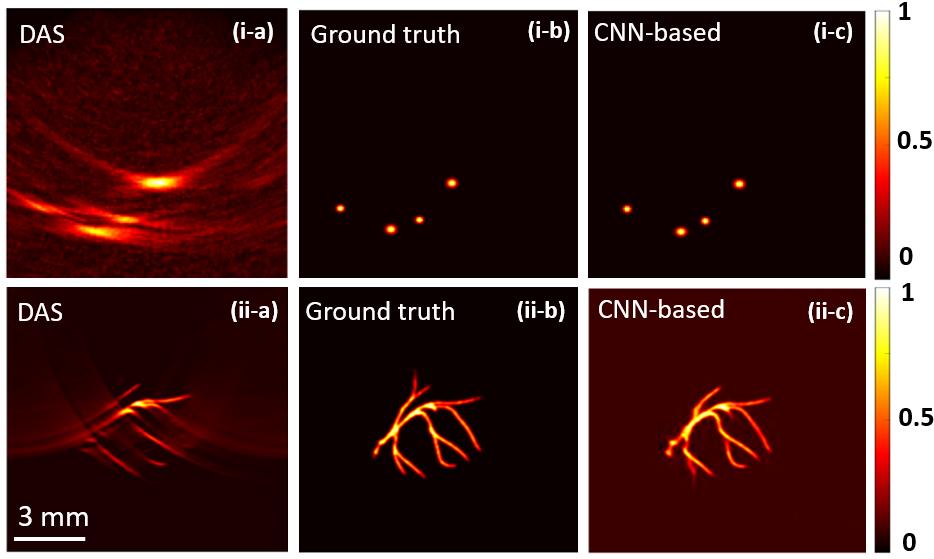 DAS (i-a)
Ground truth (i-b)
CNN-based (i-c)
1
0.5
0
DAS (ii-a)
3 mm
Ground truth (ii-b)
CNN-based (ii-c)
1
0.5
0